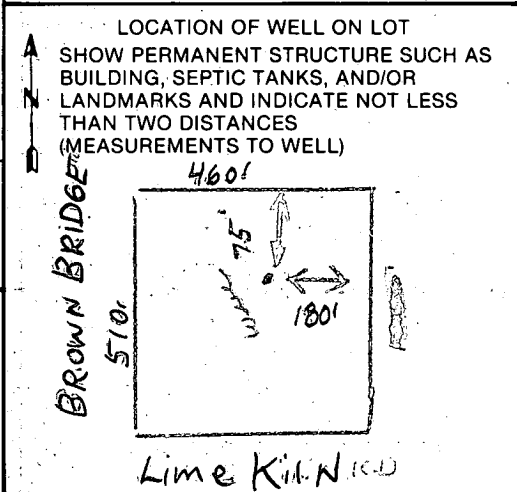 LOCATION OF WELL ON LOT
SHOW PERMANENT STRUCTURE SUCH AS
BUILDING, SEPTIC TANKS, AND/OR
N LANDMARKS AND INDICATE NOT LESS
THAN TWO DISTANCES
(MEASUREMENTS TO WELL)
460'
BROWN BRIDGE
510'
75'
180'
Lime KilN RD